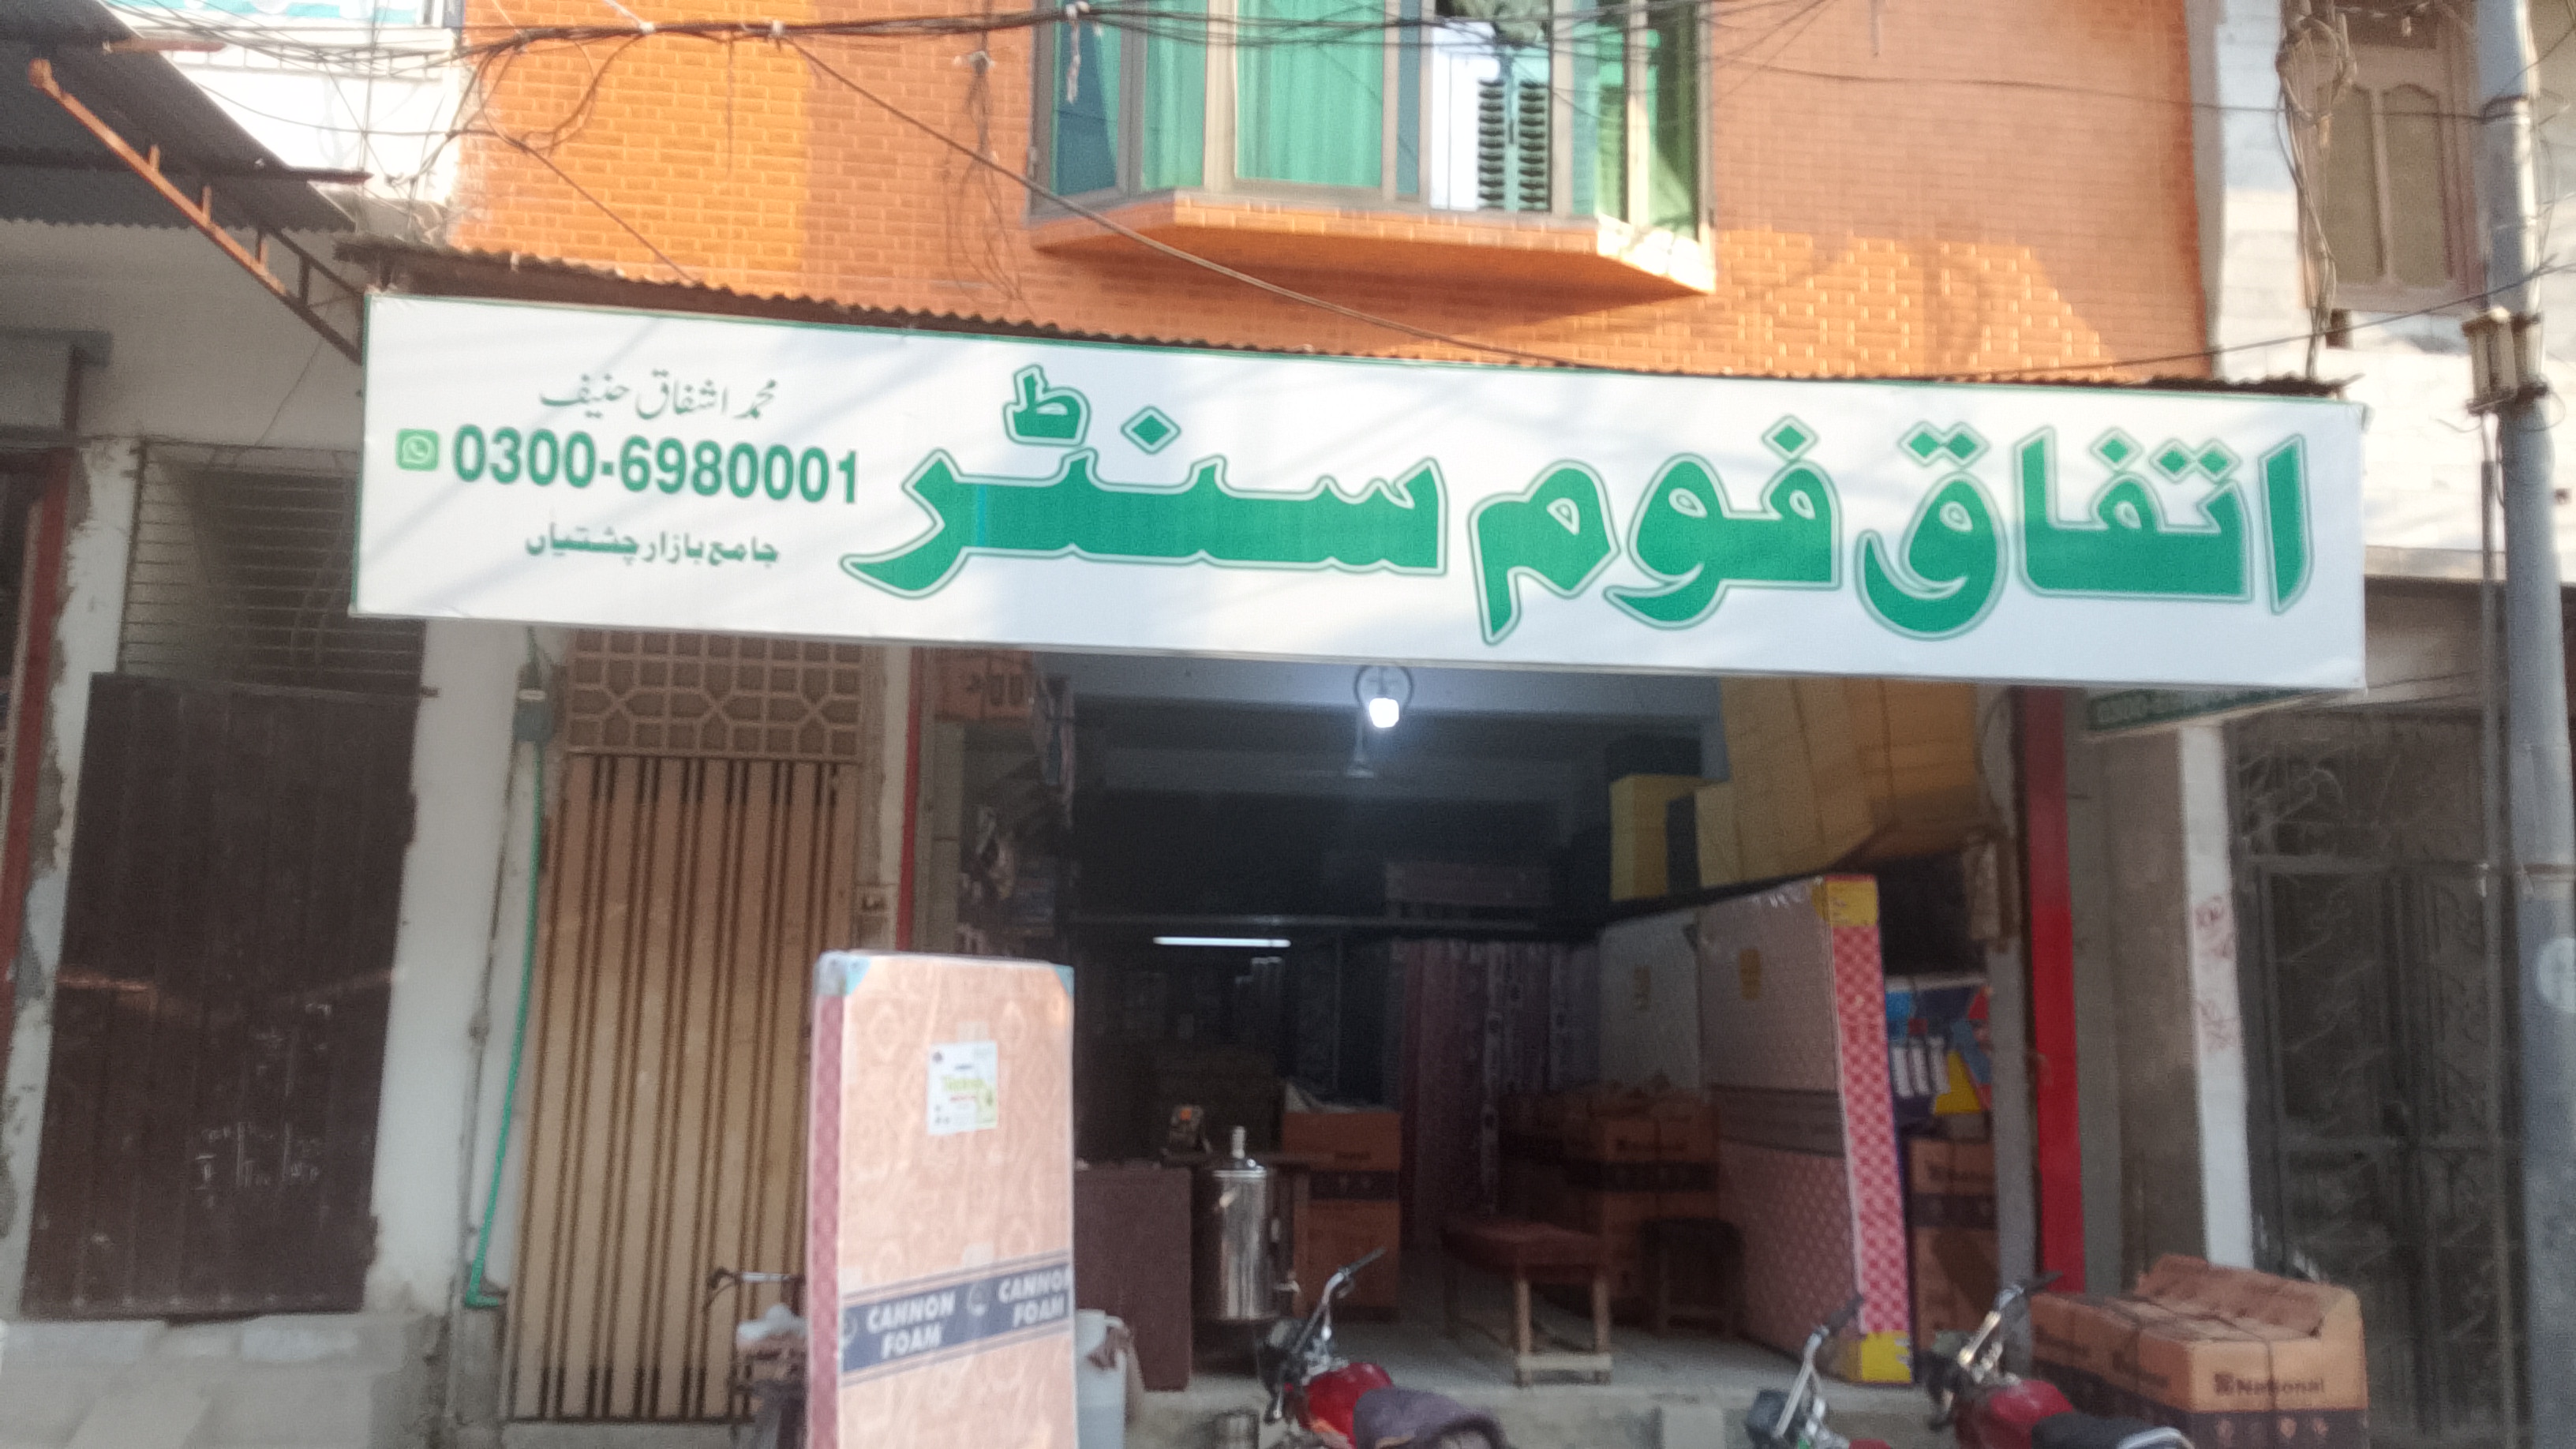 اتفاق فوم سنٹر
محمد اشفاق حنیف
0300-6980001
جامع بازار چشتیاں
CANNON FOAM
CANNON FOAM
National